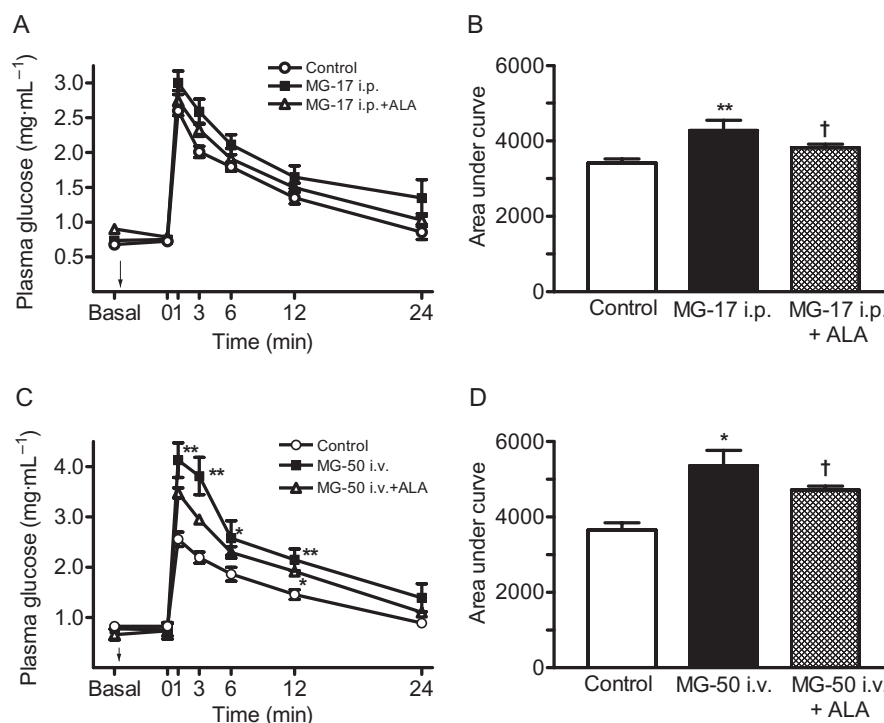 A
Plasma glucose (mg·mL⁻¹)
3.0
2.5
2.0
1.5
1.0
0.5
Control
MG-17 i.p.
MG-17 i.p.+ALA
Basal 0 1 3 6 12 24
Time (min)
B
Area under curve
6000
4000
2000
0
**
†
Control MG-17 i.p. MG-17 i.p.
+ ALA
C
Plasma glucose (mg·mL⁻¹)
4.0
3.0
2.0
1.0
Control
MG-50 i.v.
MG-50 i.v.+ALA
**
**
*
**
*
Basal 0 1 3 6 12 24
Time (min)
D
Area under curve
6000
4000
2000
0
*
†
Control MG-50 i.v. MG-50 i.v.
+ ALA